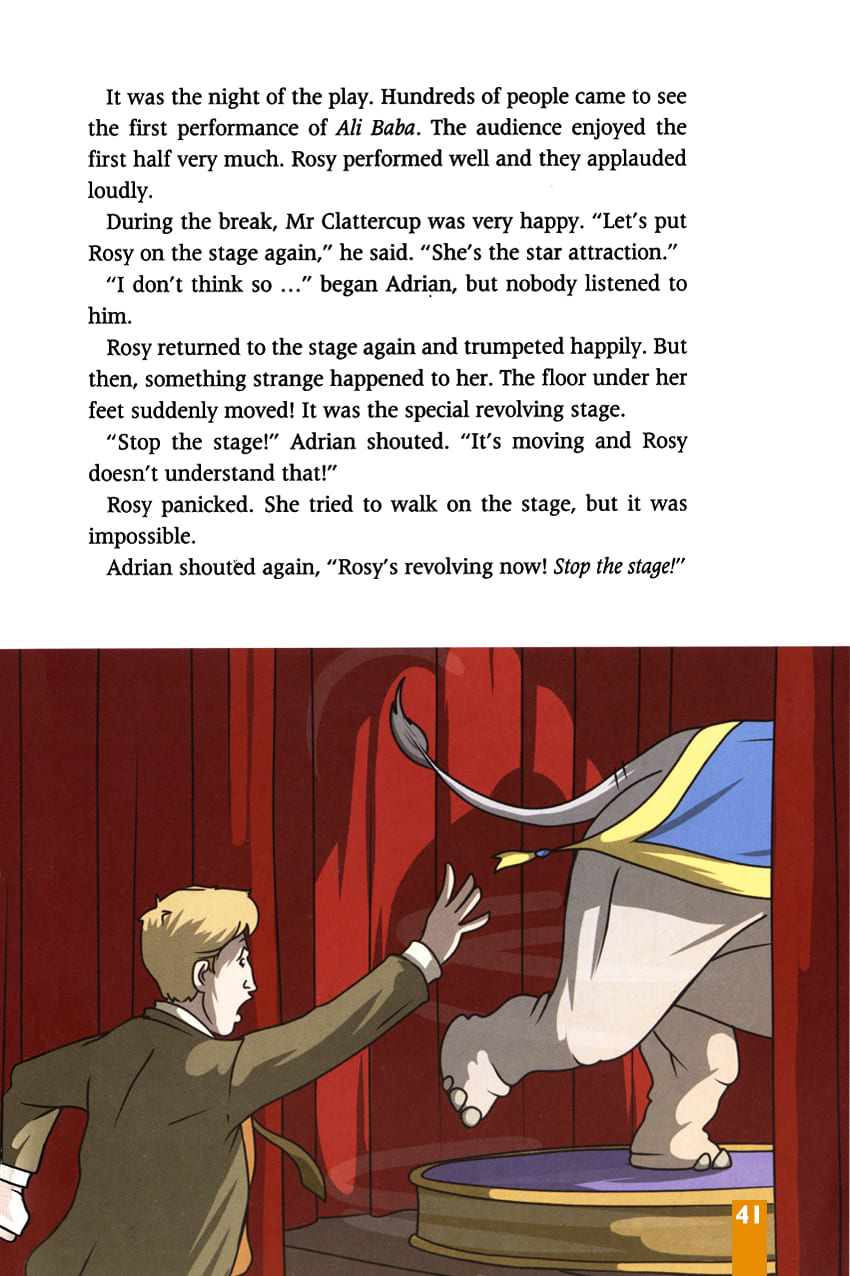 It was the night of the play. Hundreds of people came to see
the first performance of Ali Baba. The audience enjoyed the
first half very much. Rosy performed well and they applauded
loudly.
During the break, Mr Clattercup was very happy. “Let’s put
Rosy on the stage again,” he said. “She’s the star attraction.”
“I don’t think so …” began Adrian, but nobody listened to
him.
Rosy returned to the stage again and trumpeted happily. But
then, something strange happened to her. The floor under her
feet suddenly moved! It was the special revolving stage.
“Stop the stage!” Adrian shouted. “It’s moving and Rosy
doesn’t understand that!”
Rosy panicked. She tried to walk on the stage, but it was
impossible.
Adrian shouted again, “Rosy’s revolving now! Stop the stage!”
41